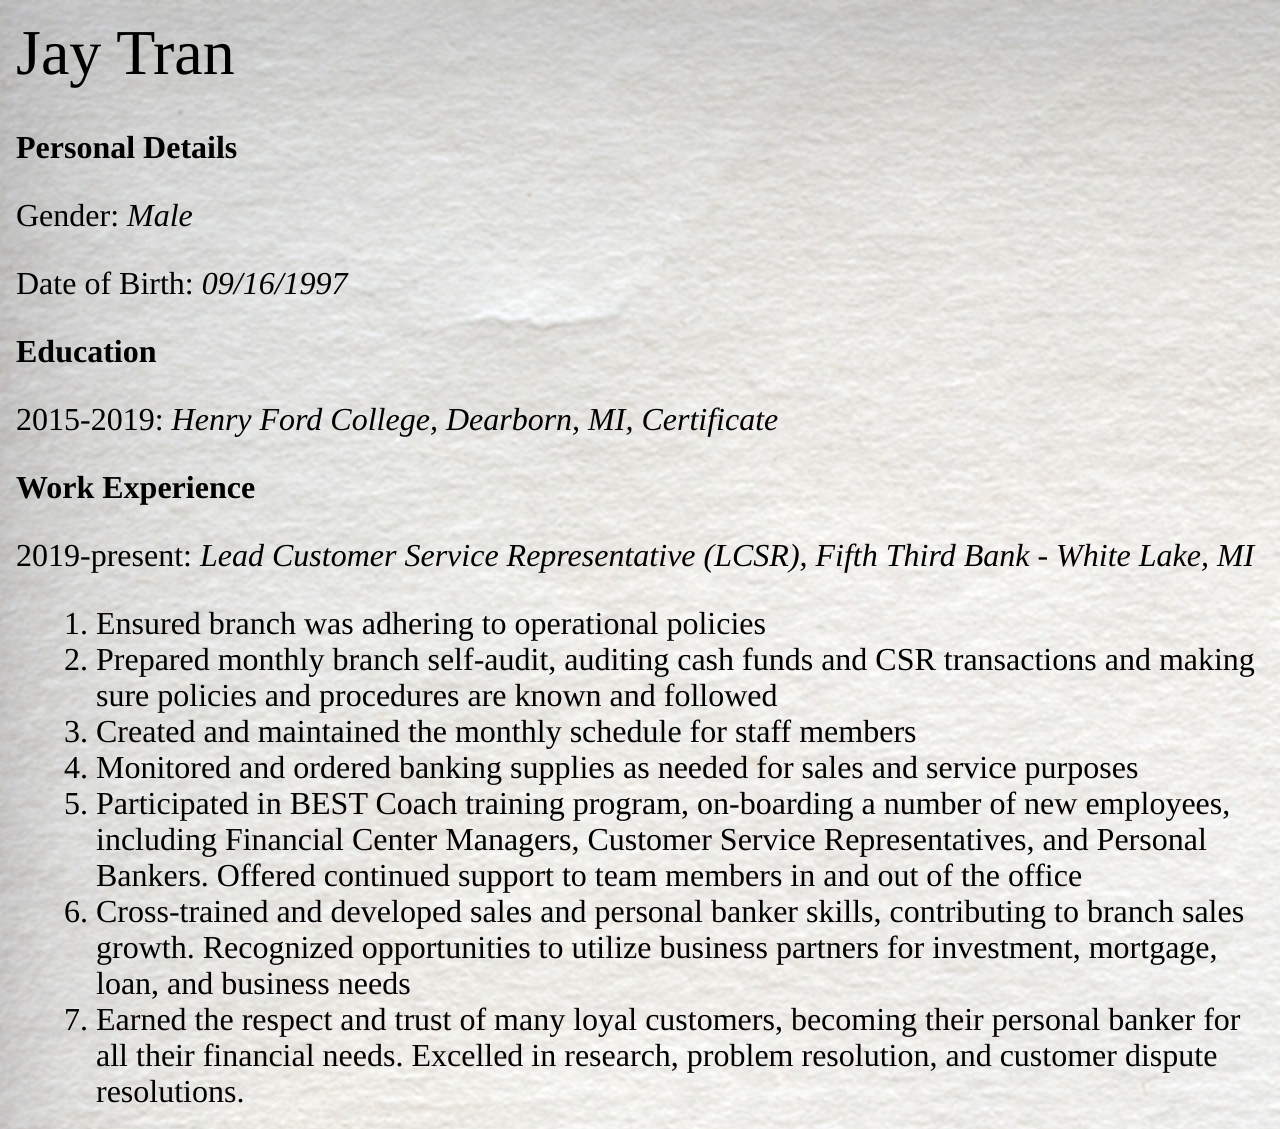 Jay Tran
Personal Details
Gender: Male
Date of Birth: 09/16/1997
Education
2015-2019: Henry Ford College, Dearborn, MI, Certificate
Work Experience
2019-present: Lead Customer Service Representative (LCSR), Fifth Third Bank - White Lake, MI
1. Ensured branch was adhering to operational policies
2. Prepared monthly branch self-audit, auditing cash funds and CSR transactions and making
sure policies and procedures are known and followed
3. Created and maintained the monthly schedule for staff members
4. Monitored and ordered banking supplies as needed for sales and service purposes
5. Participated in BEST Coach training program, on-boarding a number of new employees,
including Financial Center Managers, Customer Service Representatives, and Personal
Bankers. Offered continued support to team members in and out of the office
6. Cross-trained and developed sales and personal banker skills, contributing to branch sales
growth. Recognized opportunities to utilize business partners for investment, mortgage,
loan, and business needs
7. Earned the respect and trust of many loyal customers, becoming their personal banker for
all their financial needs. Excelled in research, problem resolution, and customer dispute
resolutions.